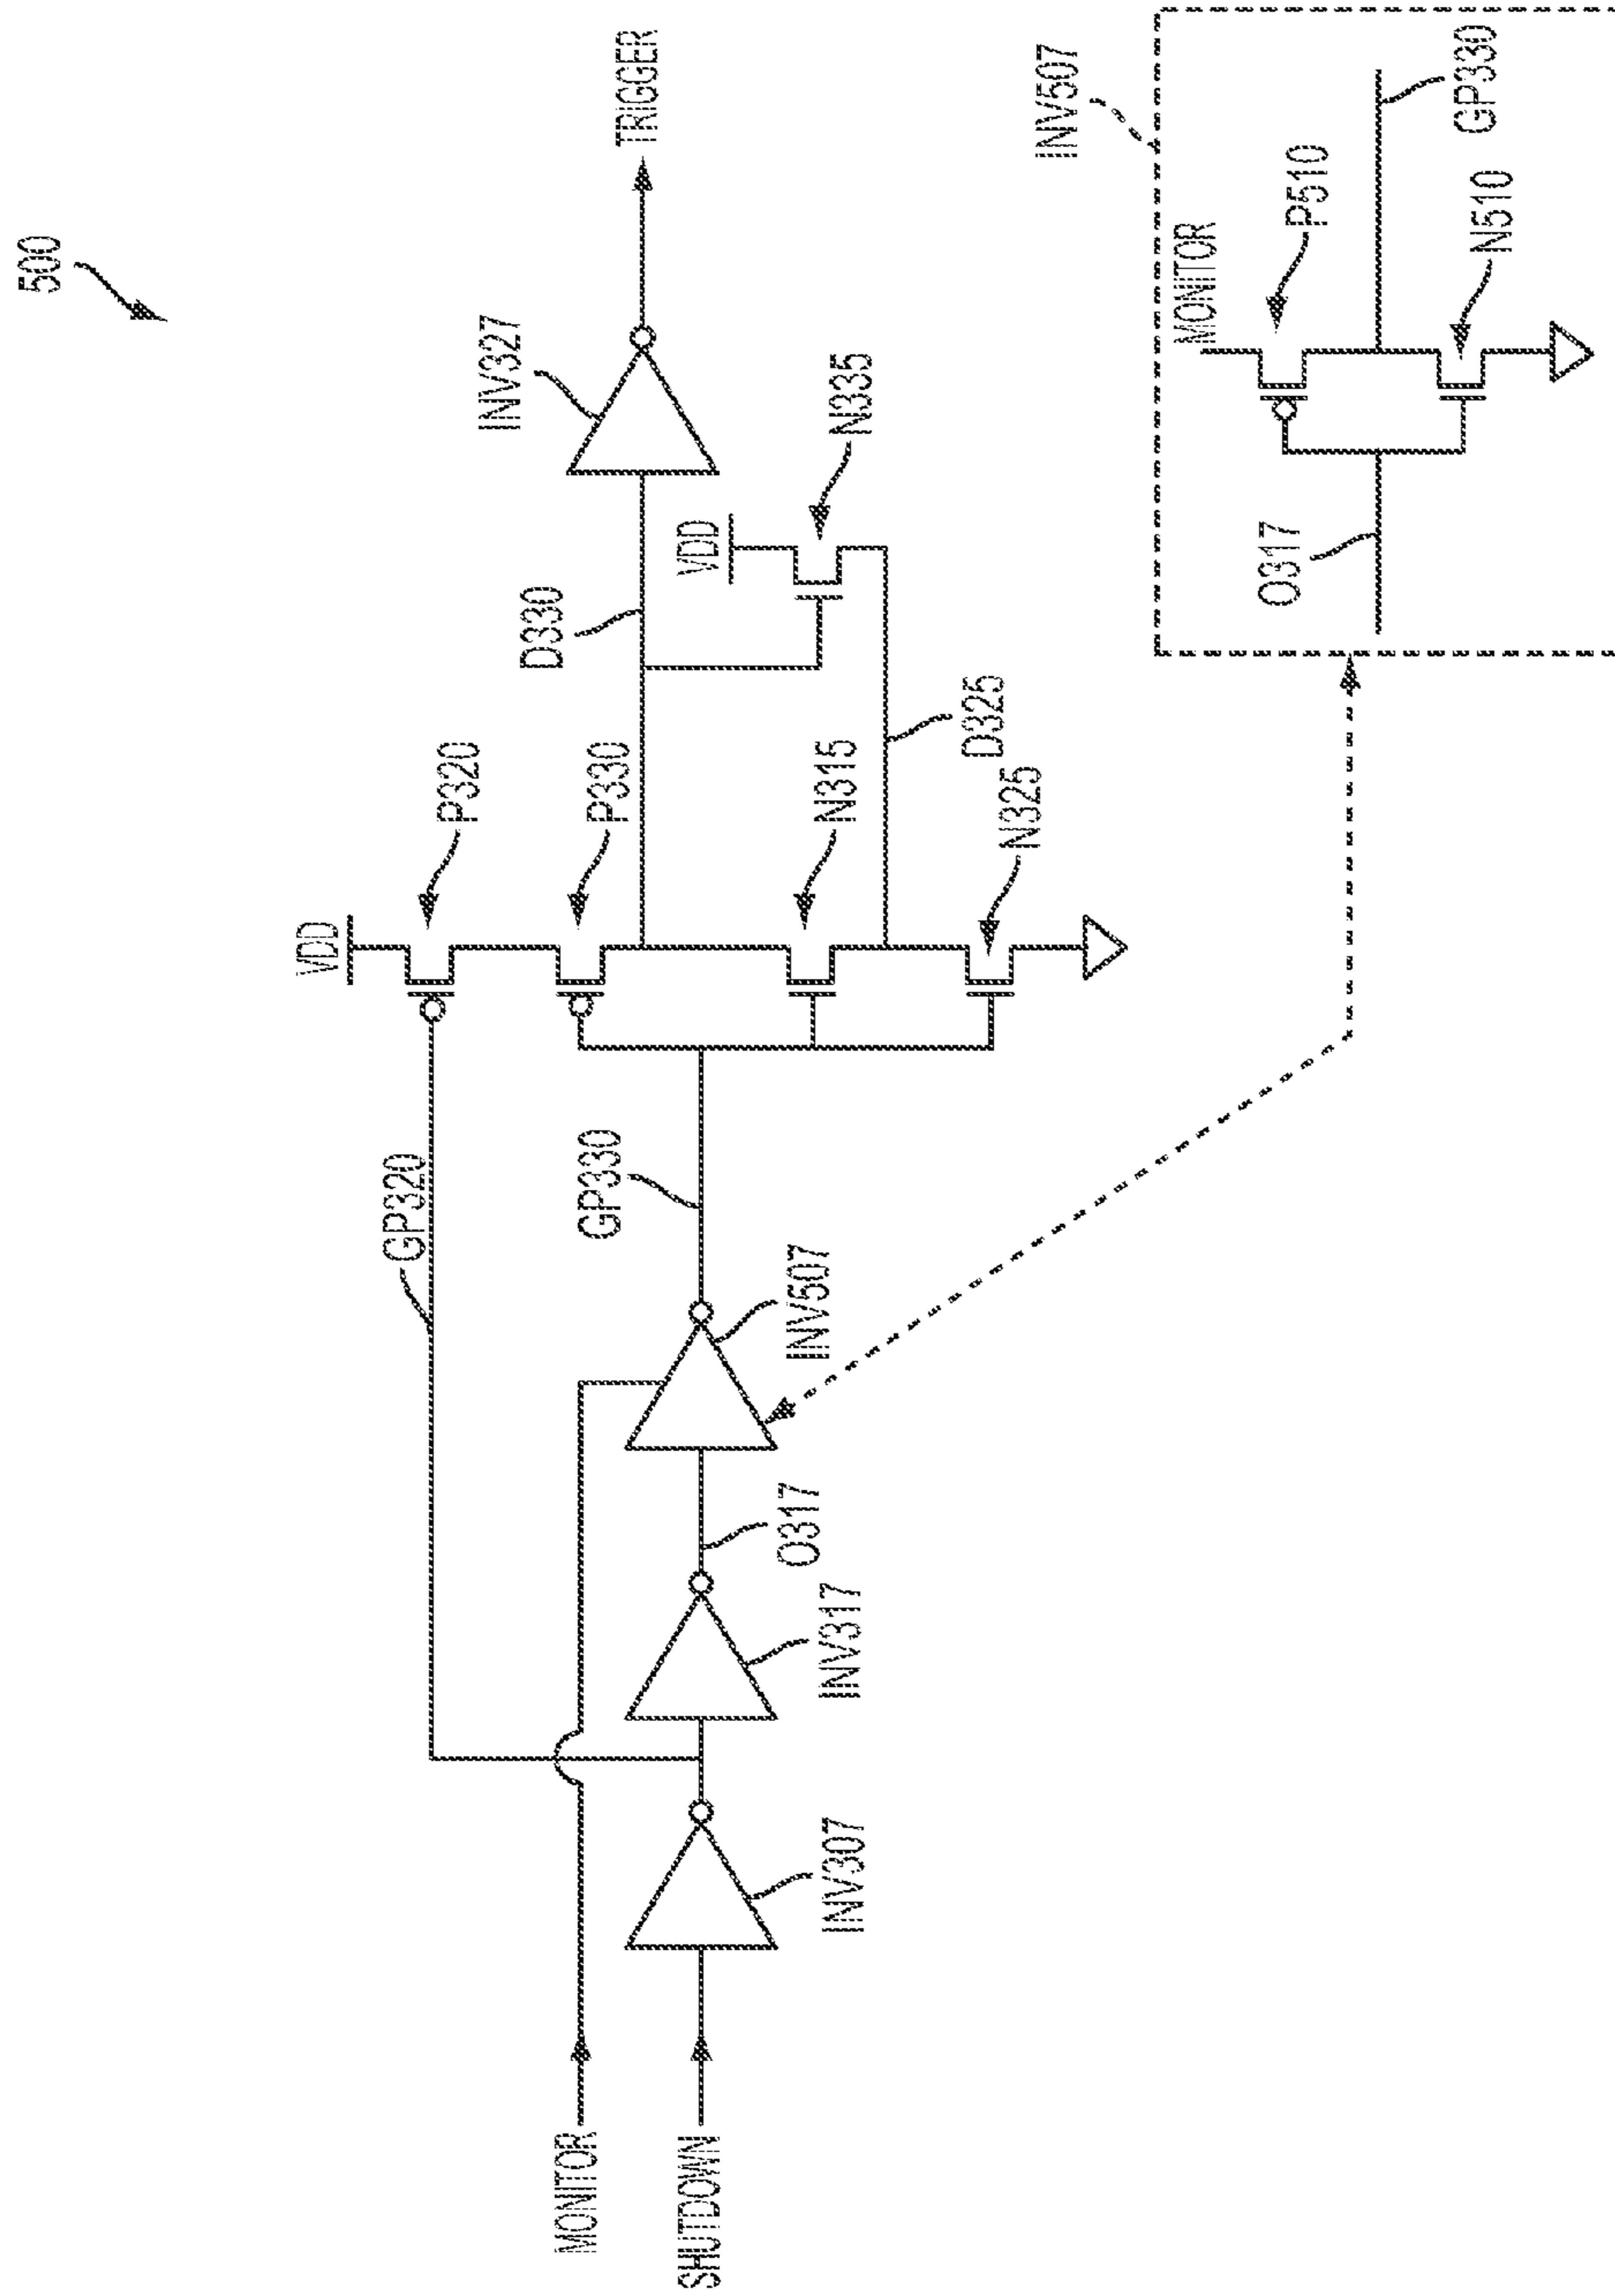 500
MONITOR
SHUTDOWN
INV307
INV317
O317
INV507
GP320
GP330
VDD
P320
P330
N315
N325
D325
D330
VDD
N335
INV327
TRIGGER
INV507
MONITOR
P510
O317
N510
GP330